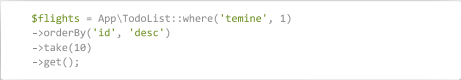 $flights = App\TodoList::where('temine', 1)
->orderBy('id', 'desc')
->take(10)
->get();